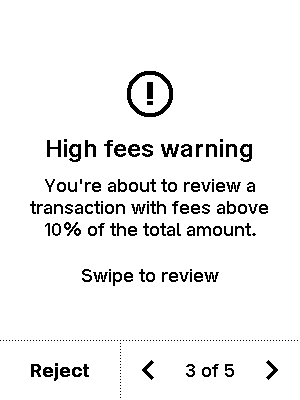 High fees warning
You're about to review a
transaction with fees above
10% of the total amount.
Swipe to review
Reject
3 of 5